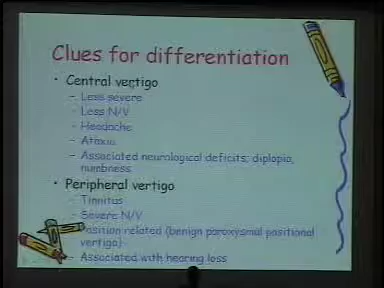 Clues for differentiation
• Central vertigo
– Less severe
– Less N/V
– Headache
– Ataxia
– Associated neurological deficits; diplopia,
numbness
• Peripheral vertigo
– Tinnitus
– Severe N/V
Position related (benign paroxysmal positional
vertigo)
– Associated with hearing loss